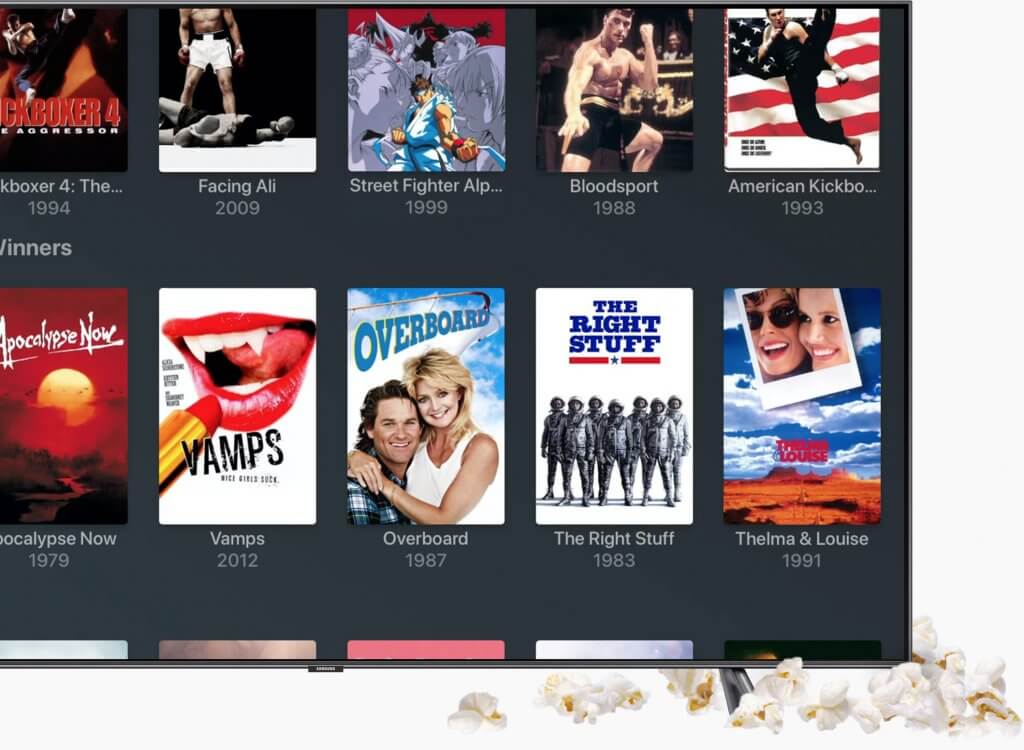 CKBOXER 4
E AGGRESSOR
kboxer 4: The...
1994
Facing Ali
2009
Street Fighter Alp...
1999
Bloodsport
1988
American Kickbo...
1993
Winners
Apocalypse Now
pocalypse Now
1979
VAMPS
NICE GIRLS SUCK.
Vamps
2012
OVERBOARD
Overboard
1987
THE
RIGHT
STUFF
The Right Stuff
1983
THELMA
& LOUISE
Thelma & Louise
1991
SAMSUNG